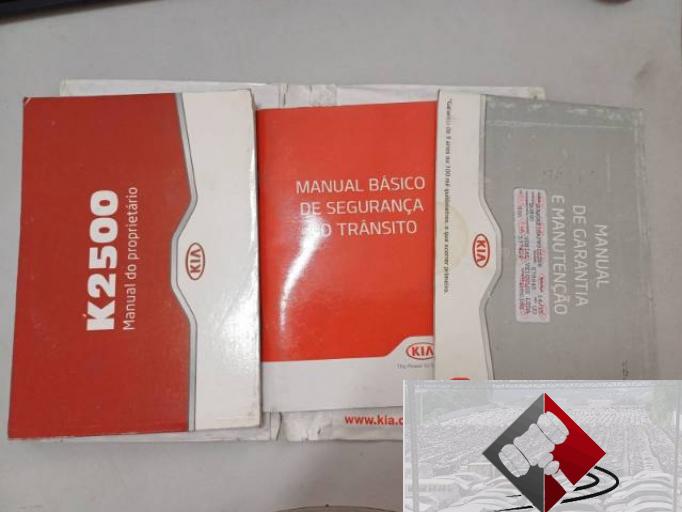 K2500
Manual do proprietário
KIA
MANUAL BÁSICO
DE SEGURANÇA
O TRÂNSITO
KIA
The Power to
www.kia.c
MANUAL
DE GARANTIA
E MANUTENÇÃO
KIA